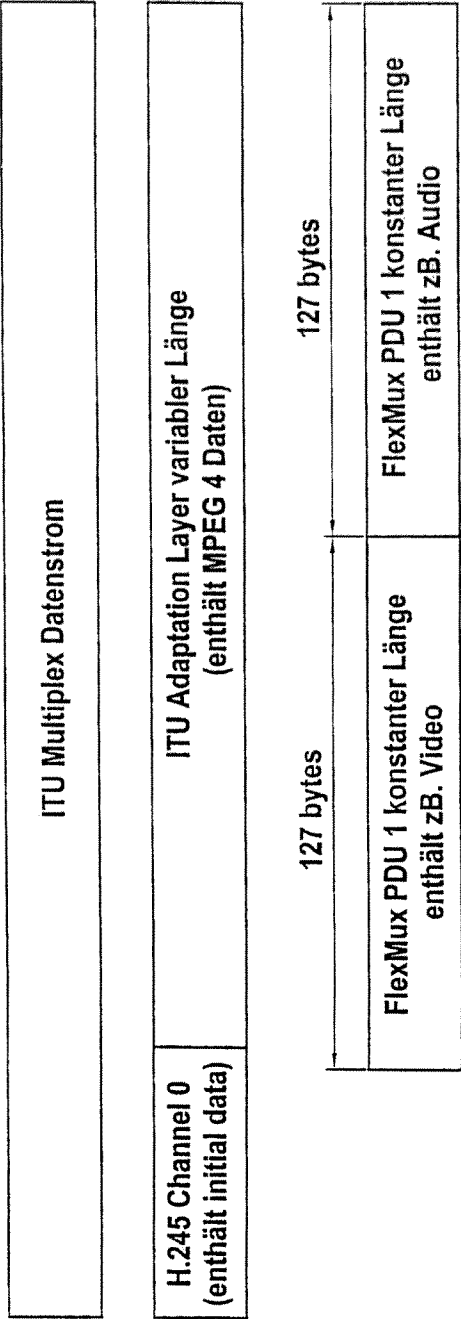 ITU Multiplex Datenstrom
H.245 Channel 0
(enthält initial data)
ITU Adaptation Layer variabler Länge
(enthält MPEG 4 Daten)
127 bytes
127 bytes
FlexMux PDU 1 konstanter Länge
enthält zB. Video
FlexMux PDU 1 konstanter Länge
enthält zB. Audio